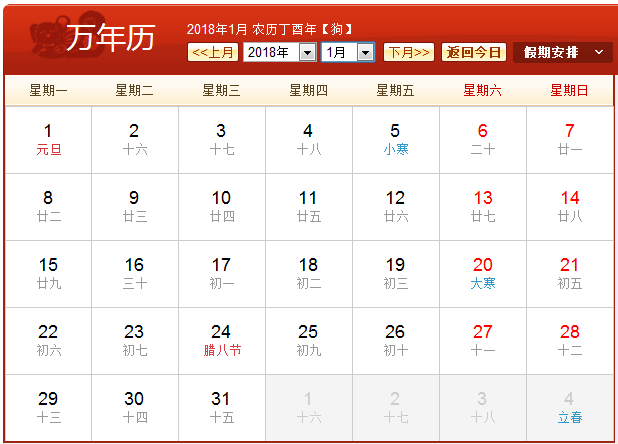 万年历
2018年1月 农历丁酉年【狗】
<<上月 2018年 1月 下月>> 返回今日 假期安排
星期一 星期二 星期三 星期四 星期五 星期六 星期日
1 2 3 4 5 6 7
元旦 十六 十七 十八 小寒 二十 廿一
8 9 10 11 12 13 14
廿二 廿三 廿四 廿五 廿六 廿七 廿八
15 16 17 18 19 20 21
廿九 三十 初一 初二 初三 大寒 初五
22 23 24 25 26 27 28
初六 初七 腊八节 初九 初十 十一 十二
29 30 31 1 2 3 4
十三 十四 十五 十六 十七 十八 立春